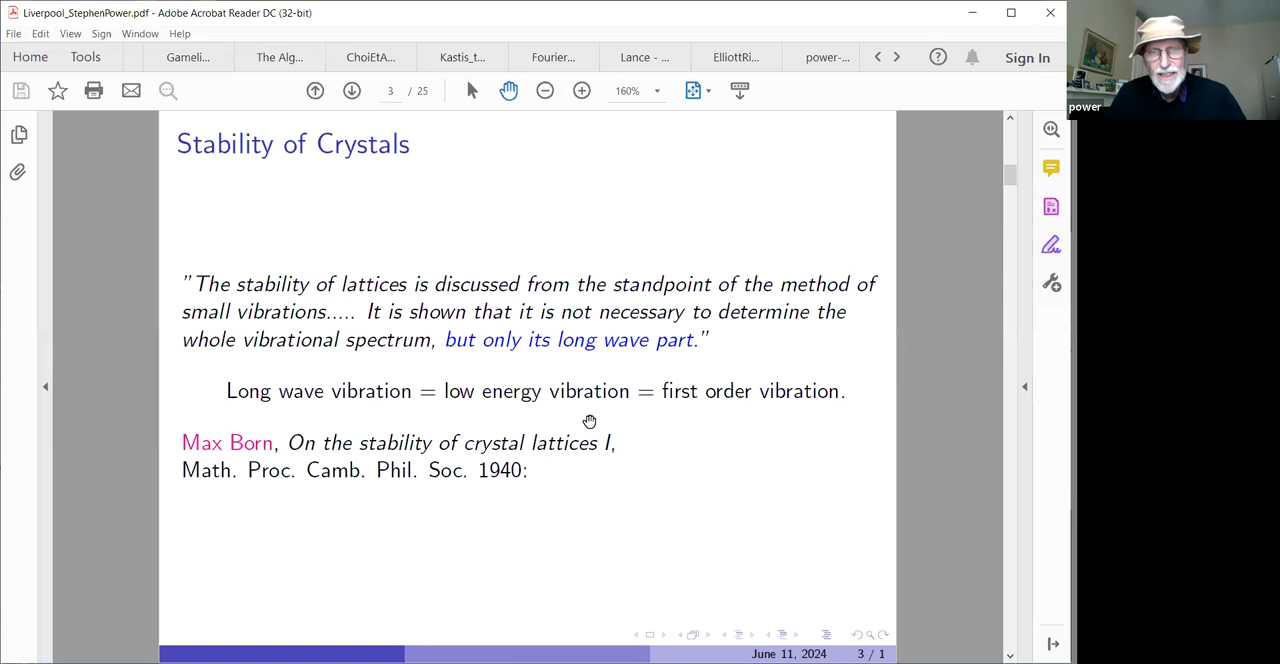 Liverpool_StephenPower.pdf - Adobe Acrobat Reader DC (32-bit)
File Edit View Sign Window Help
Home Tools Gameli... The Alg... ChoiEtA... Kastis_t... Fourier... Lance - ... ElliottRi... power-... Sign In
3 / 25 160%
power
Stability of Crystals
"The stability of lattices is discussed from the standpoint of the method of
small vibrations..... It is shown that it is not necessary to determine the
whole vibrational spectrum, but only its long wave part."
Long wave vibration = low energy vibration = first order vibration.
Max Born, On the stability of crystal lattices I,
Math. Proc. Camb. Phil. Soc. 1940:
June 11, 2024 3 / 1